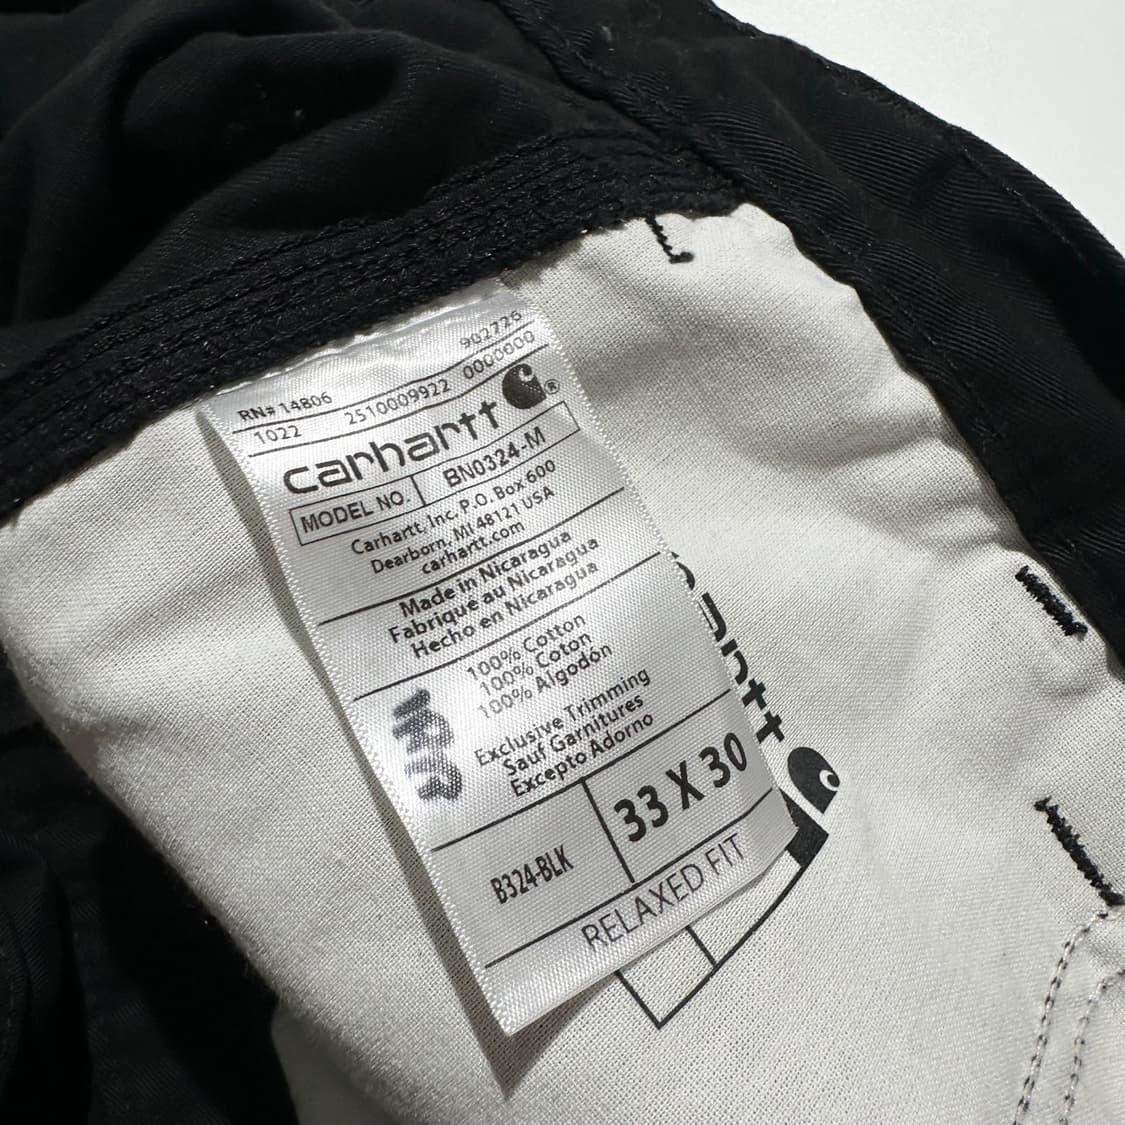 902726
RN# 14806
1022 2510009922 0000000
carhartt ®
MODEL NO. BN0324-M
Carhartt, Inc. P.O. Box 600
Dearborn, MI 48121 USA
carhartt.com
Made in Nicaragua
Fabriqué au Nicaragua
Hecho en Nicaragua
100% Cotton
100% Coton
100% Algodón
Exclusive Trimming
Sauf Garnitures
Excepto Adorno
B324-BLK
33 X 30
RELAXED FIT